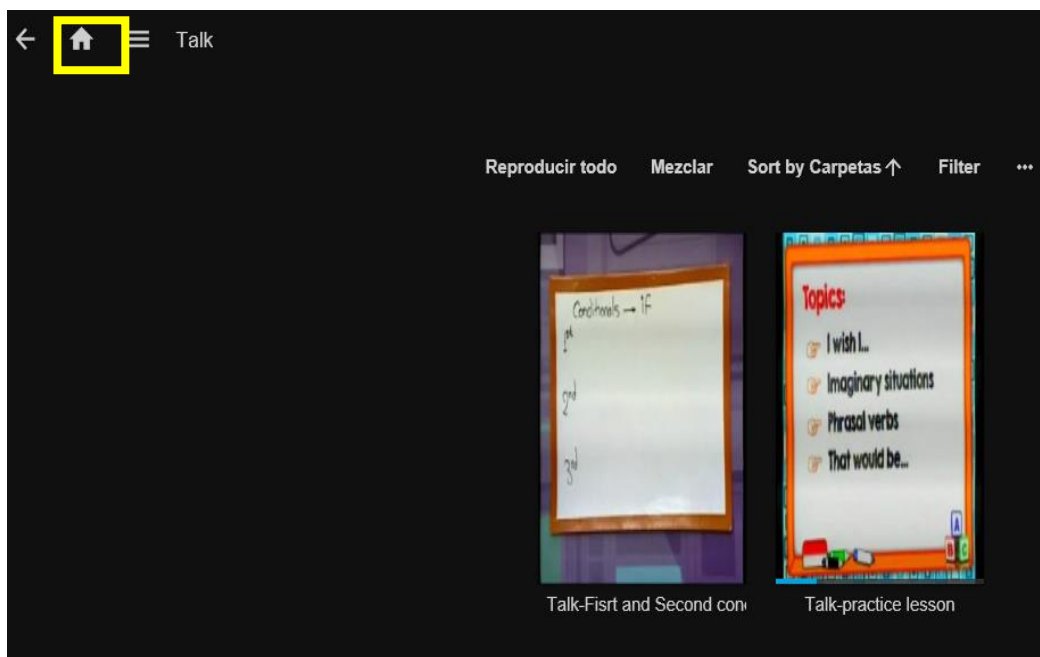 Talk
Reproducir todo Mezclar Sort by Carpetas ↑ Filter ...
Conditionals → IF
1st
2nd
3rd
Topics:
I wish I...
Imaginary situations
Phrasal verbs
That would be...
A
B C
Talk-Fisrt and Second con
Talk-practice lesson